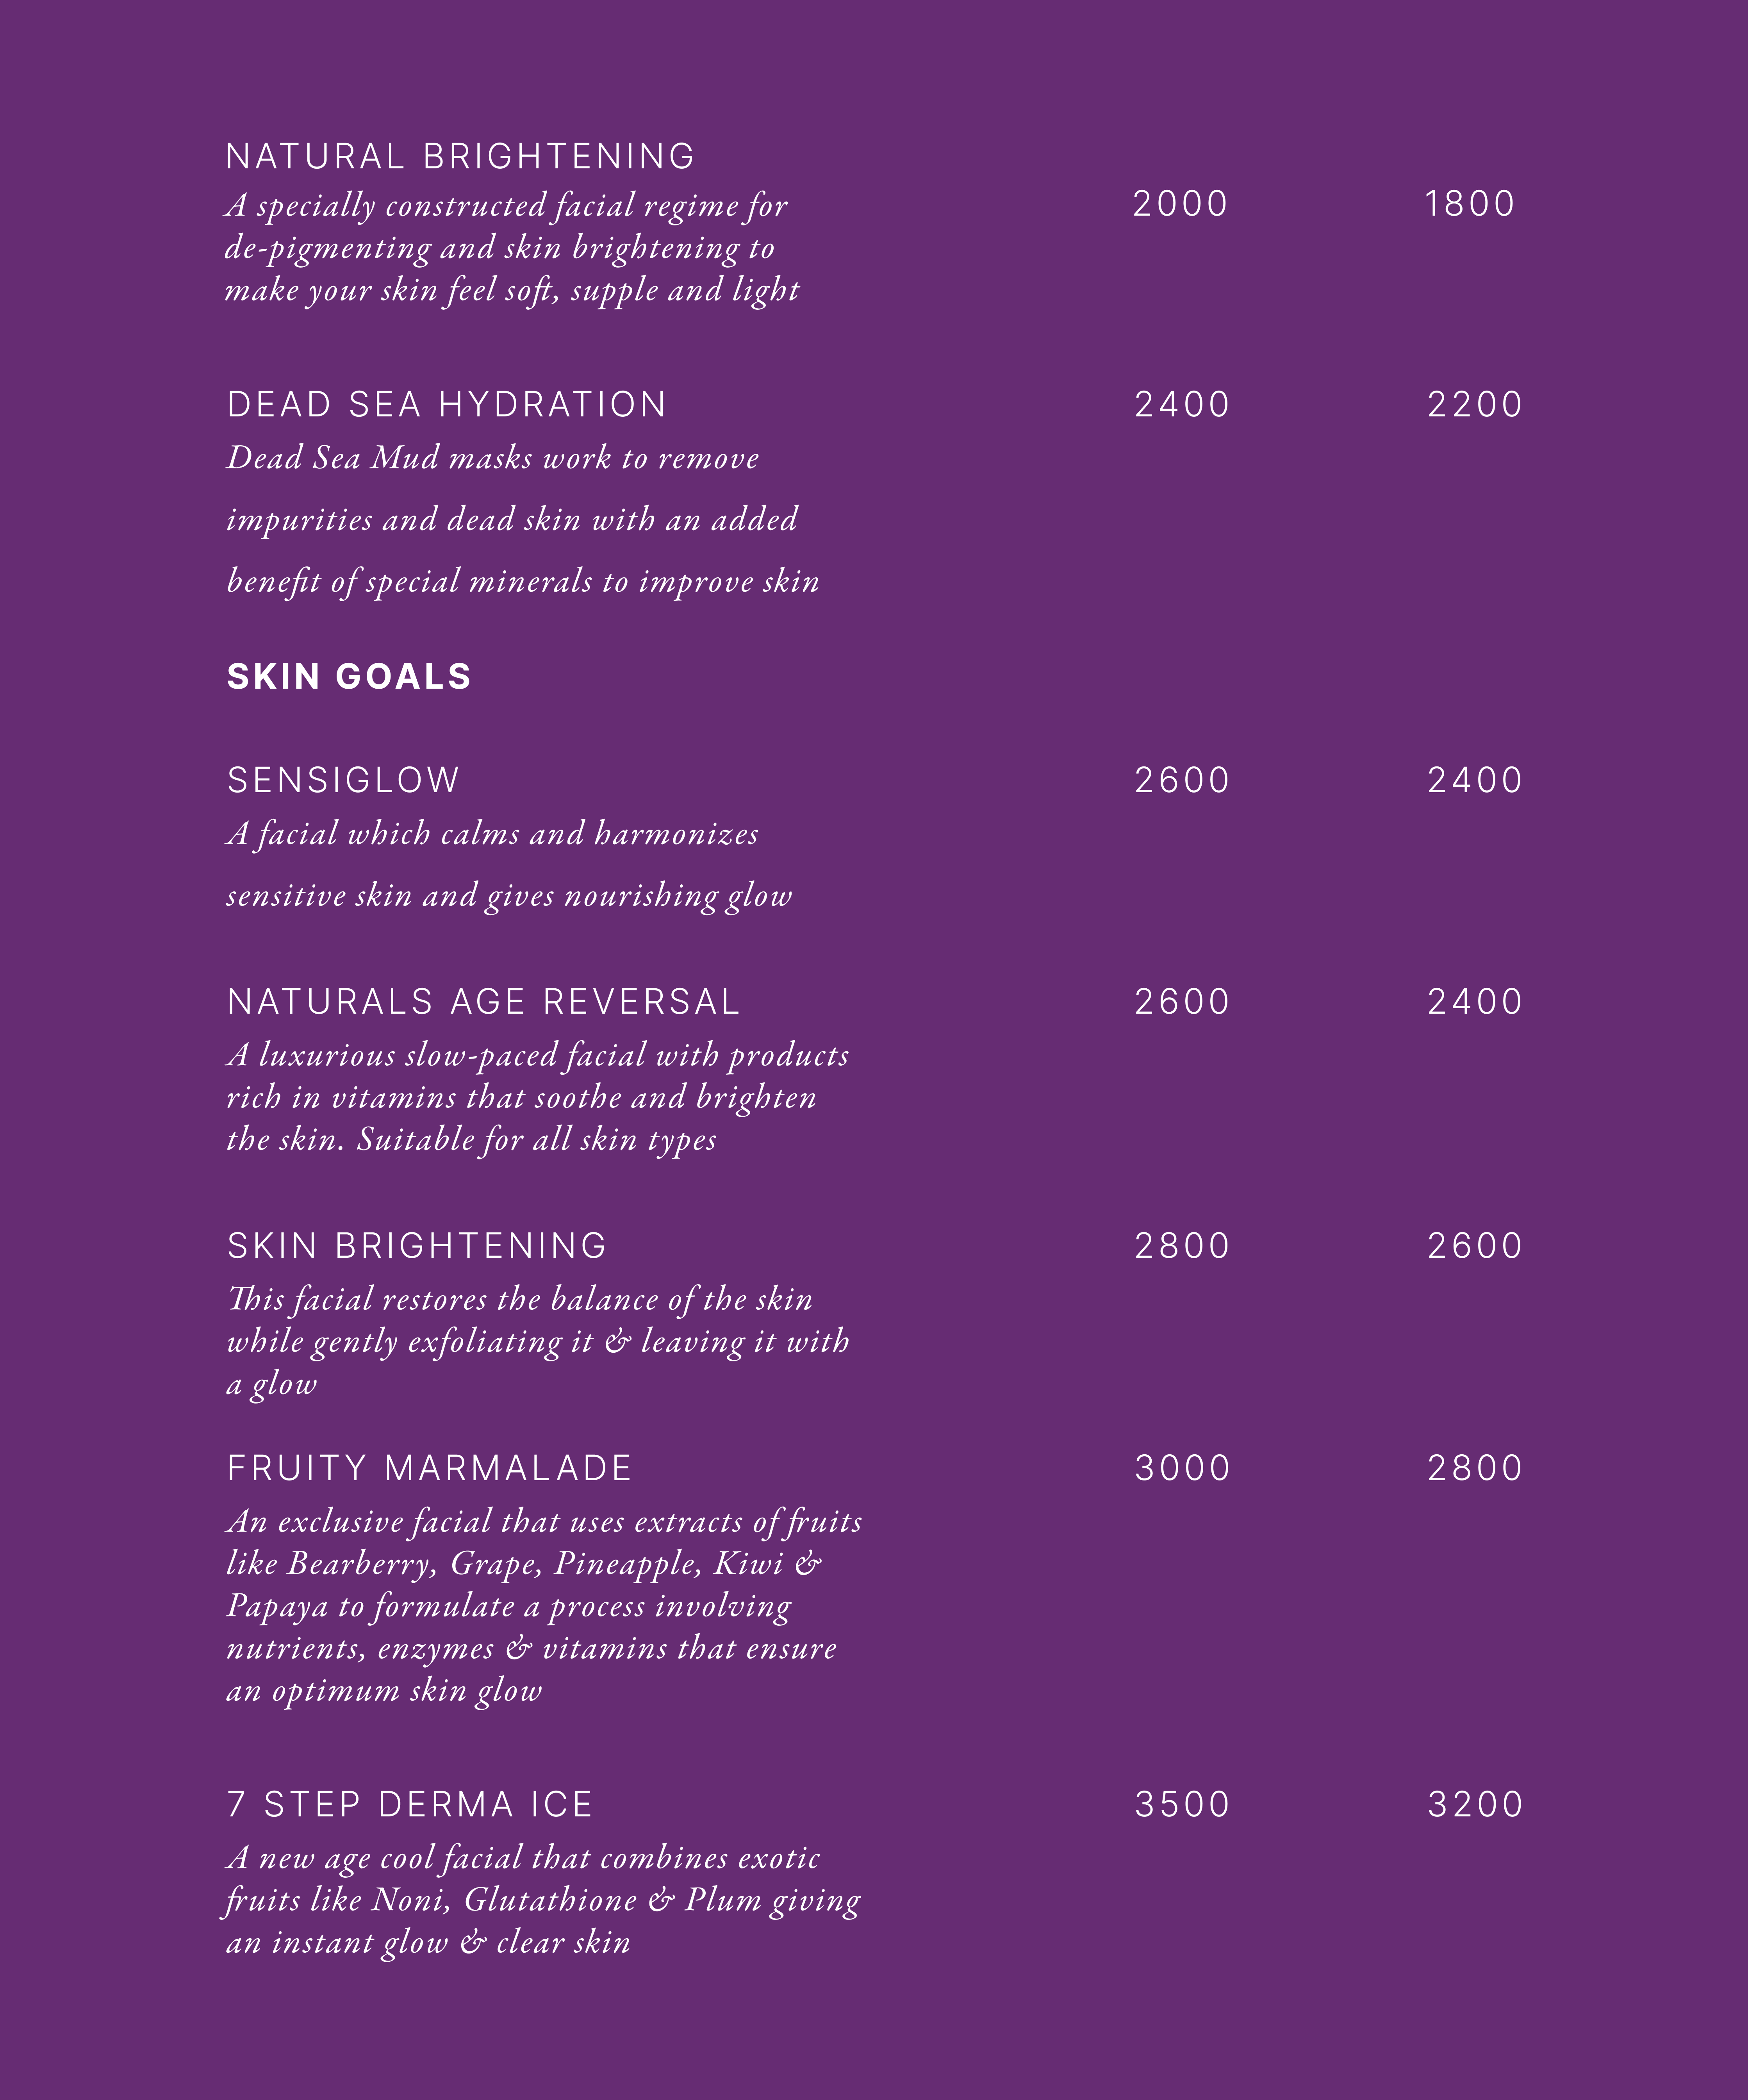 NATURAL BRIGHTENING
A specially constructed facial regime for 2000 1800
de-pigmenting and skin brightening to
make your skin feel soft, supple and light
DEAD SEA HYDRATION 2400 2200
Dead Sea Mud masks work to remove
impurities and dead skin with an added
benefit of special minerals to improve skin
SKIN GOALS
SENSIGLOW 2600 2400
A facial which calms and harmonizes
sensitive skin and gives nourishing glow
NATURALS AGE REVERSAL 2600 2400
A luxurious slow-paced facial with products
rich in vitamins that soothe and brighten
the skin. Suitable for all skin types
SKIN BRIGHTENING 2800 2600
This facial restores the balance of the skin
while gently exfoliating it & leaving it with
a glow
FRUITY MARMALADE 3000 2800
An exclusive facial that uses extracts of fruits
like Bearberry, Grape, Pineapple, Kiwi &
Papaya to formulate a process involving
nutrients, enzymes & vitamins that ensure
an optimum skin glow
7 STEP DERMA ICE 3500 3200
A new age cool facial that combines exotic
fruits like Noni, Glutathione & Plum giving
an instant glow & clear skin